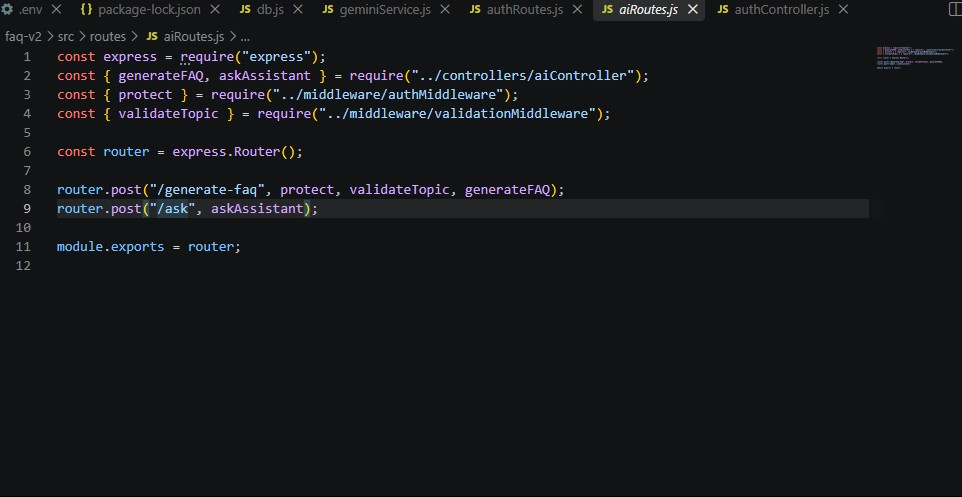 .env package-lock.json JS db.js JS geminiService.js JS authRoutes.js JS aiRoutes.js JS authController.js
faq-v2 > src > routes > JS aiRoutes.js > ...
1 const express = require("express");
2 const { generateFAQ, askAssistant } = require("../controllers/aiController");
3 const { protect } = require("../middleware/authMiddleware");
4 const { validateTopic } = require("../middleware/validationMiddleware");
5
6 const router = express.Router();
7
8 router.post("/generate-faq", protect, validateTopic, generateFAQ);
9 router.post("/ask", askAssistant);
10
11 module.exports = router;
12